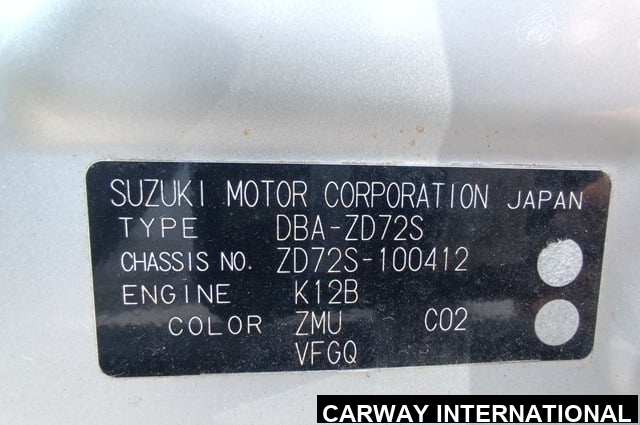 SUZUKI MOTOR CORPORATION JAPAN
TYPE DBA-ZD72S
CHASSIS NO. ZD72S-100412
ENGINE K12B
COLOR ZMU C02
VFGQ
CARWAY INTERNATIONAL